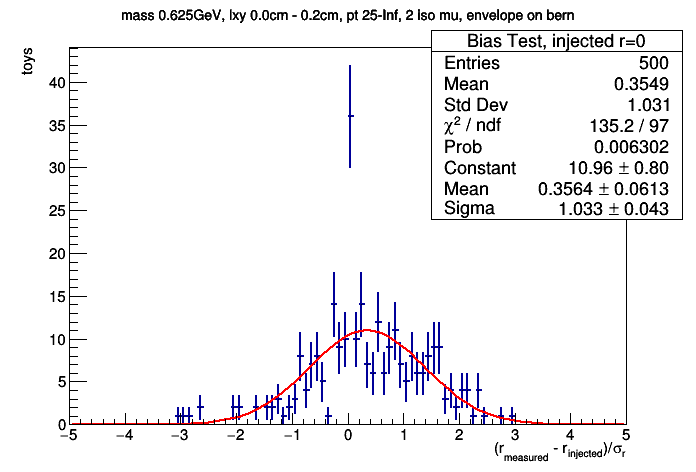 mass 0.625GeV, lxy 0.0cm - 0.2cm, pt 25-Inf, 2 Iso mu, envelope on bern
Bias Test, injected r=0
Entries 500
Mean 0.3549
Std Dev 1.031
χ² / ndf 135.2 / 97
Prob 0.006302
Constant 10.96 ± 0.80
Mean 0.3564 ± 0.0613
Sigma 1.033 ± 0.043
toys
40
35
30
25
20
15
10
5
0
−5 −4 −3 −2 −1 0 1 2 3 4 5
(r_measured - r_injected)/σ_r